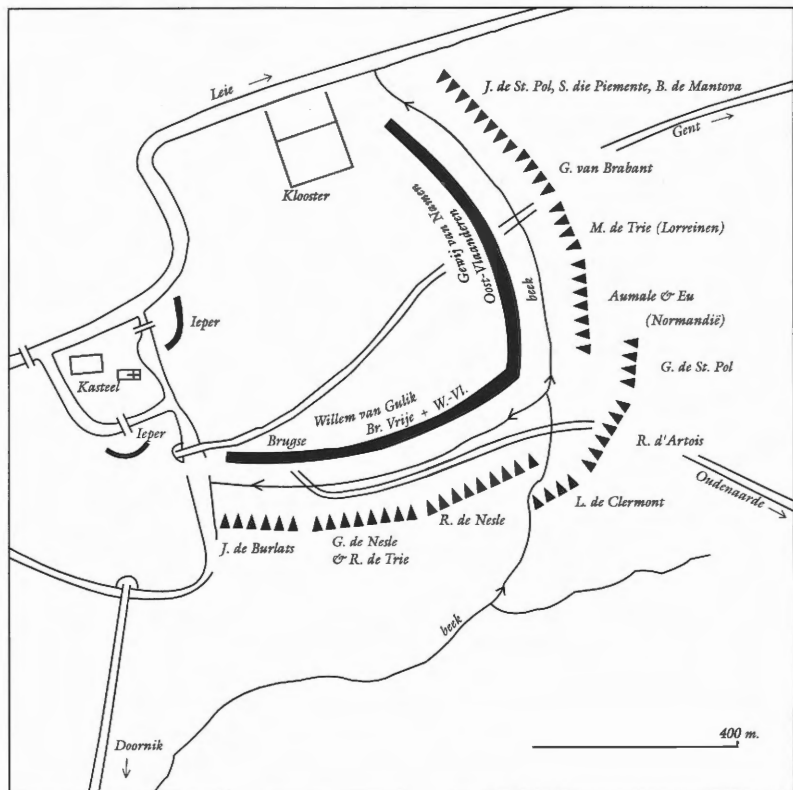 Leie →
J. de St. Pol, S. die Piemente, B. de Mantova
Gent →
Klooster
G. van Brabant
Gewij van Namen
Oost-Vlaanderen
M. de Trie (Lorreinen)
beek
Ieper
Aumale & Eu
(Normandië)
Kasteel
G. de St. Pol
Willem van Gulik
Br. Vrije + W.-Vl.
Brugse
Ieper
R. d'Artois
Oudenaarde →
L. de Clermont
R. de Nesle
J. de Burlats
G. de Nesle
& R. de Trie
beek
Doornik
↓
400 m.